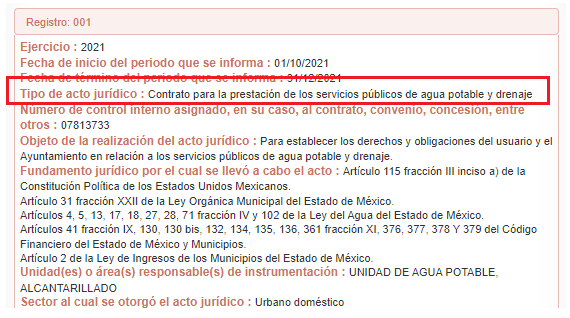 Registro: 001
Ejercicio : 2021
Fecha de inicio del periodo que se informa : 01/10/2021
Fecha de término del periodo que se informa : 31/12/2021
Tipo de acto jurídico : Contrato para la prestación de los servicios públicos de agua potable y drenaje
Número de control interno asignado, en su caso, al contrato, convenio, concesión, entre
otros : 07813733
Objeto de la realización del acto jurídico : Para establecer los derechos y obligaciones del usuario y el
Ayuntamiento en relación a los servicios públicos de agua potable y drenaje.
Fundamento jurídico por el cual se llevó a cabo el acto : Artículo 115 fracción III inciso a) de la
Constitución Política de los Estados Unidos Mexicanos.
Artículo 31 fracción XXII de la Ley Orgánica Municipal del Estado de México.
Artículos 4, 5, 13, 17, 18, 27, 28, 71 fracción IV y 102 de la Ley del Agua del Estado de México.
Artículos 41 fracción IX, 130, 130 bis, 132, 134, 135, 136, 361 fracción XI, 376, 377, 378 Y 379 del Código
Financiero del Estado de México y Municipios.
Artículo 2 de la Ley de Ingresos de los Municipios del Estado de México.
Unidad(es) o área(s) responsable(s) de instrumentación : UNIDAD DE AGUA POTABLE,
ALCANTARILLADO
Sector al cual se otorgó el acto jurídico : Urbano doméstico